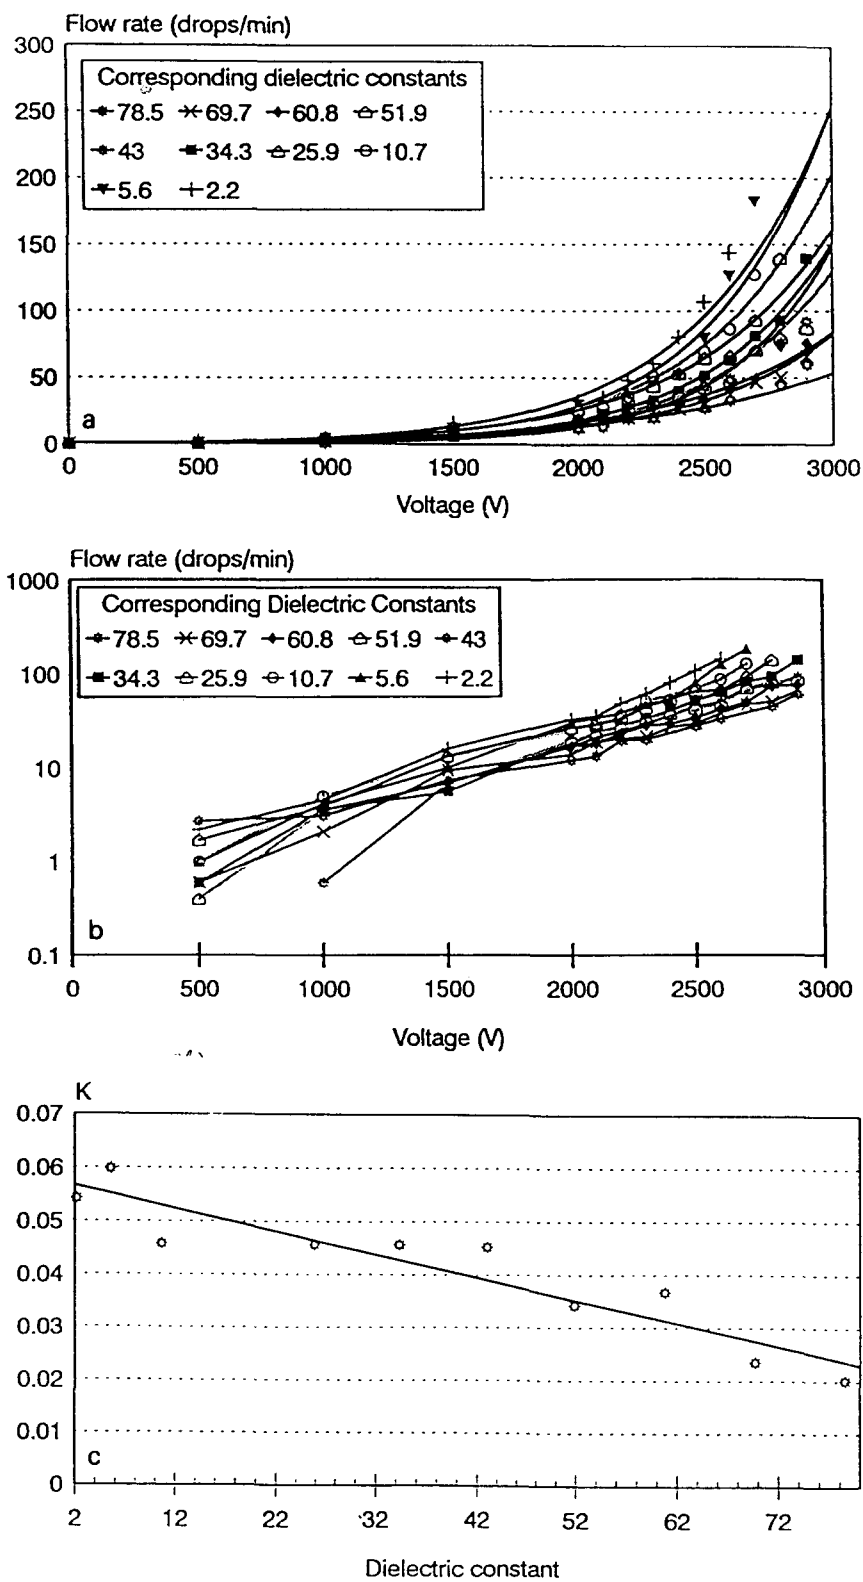 Flow rate (drops/min)
300
250
200
150
100
50
0
Corresponding dielectric constants
78.5 69.7 60.8 51.9
43 34.3 25.9 10.7
5.6 2.2
a
0 500 1000 1500 2000 2500 3000
Voltage (V)
Flow rate (drops/min)
1000
100
10
1
0.1
Corresponding Dielectric Constants
78.5 69.7 60.8 51.9 43
34.3 25.9 10.7 5.6 2.2
b
0 500 1000 1500 2000 2500 3000
Voltage (V)
K
0.07
0.06
0.05
0.04
0.03
0.02
0.01
0
c
2 12 22 32 42 52 62 72
Dielectric constant